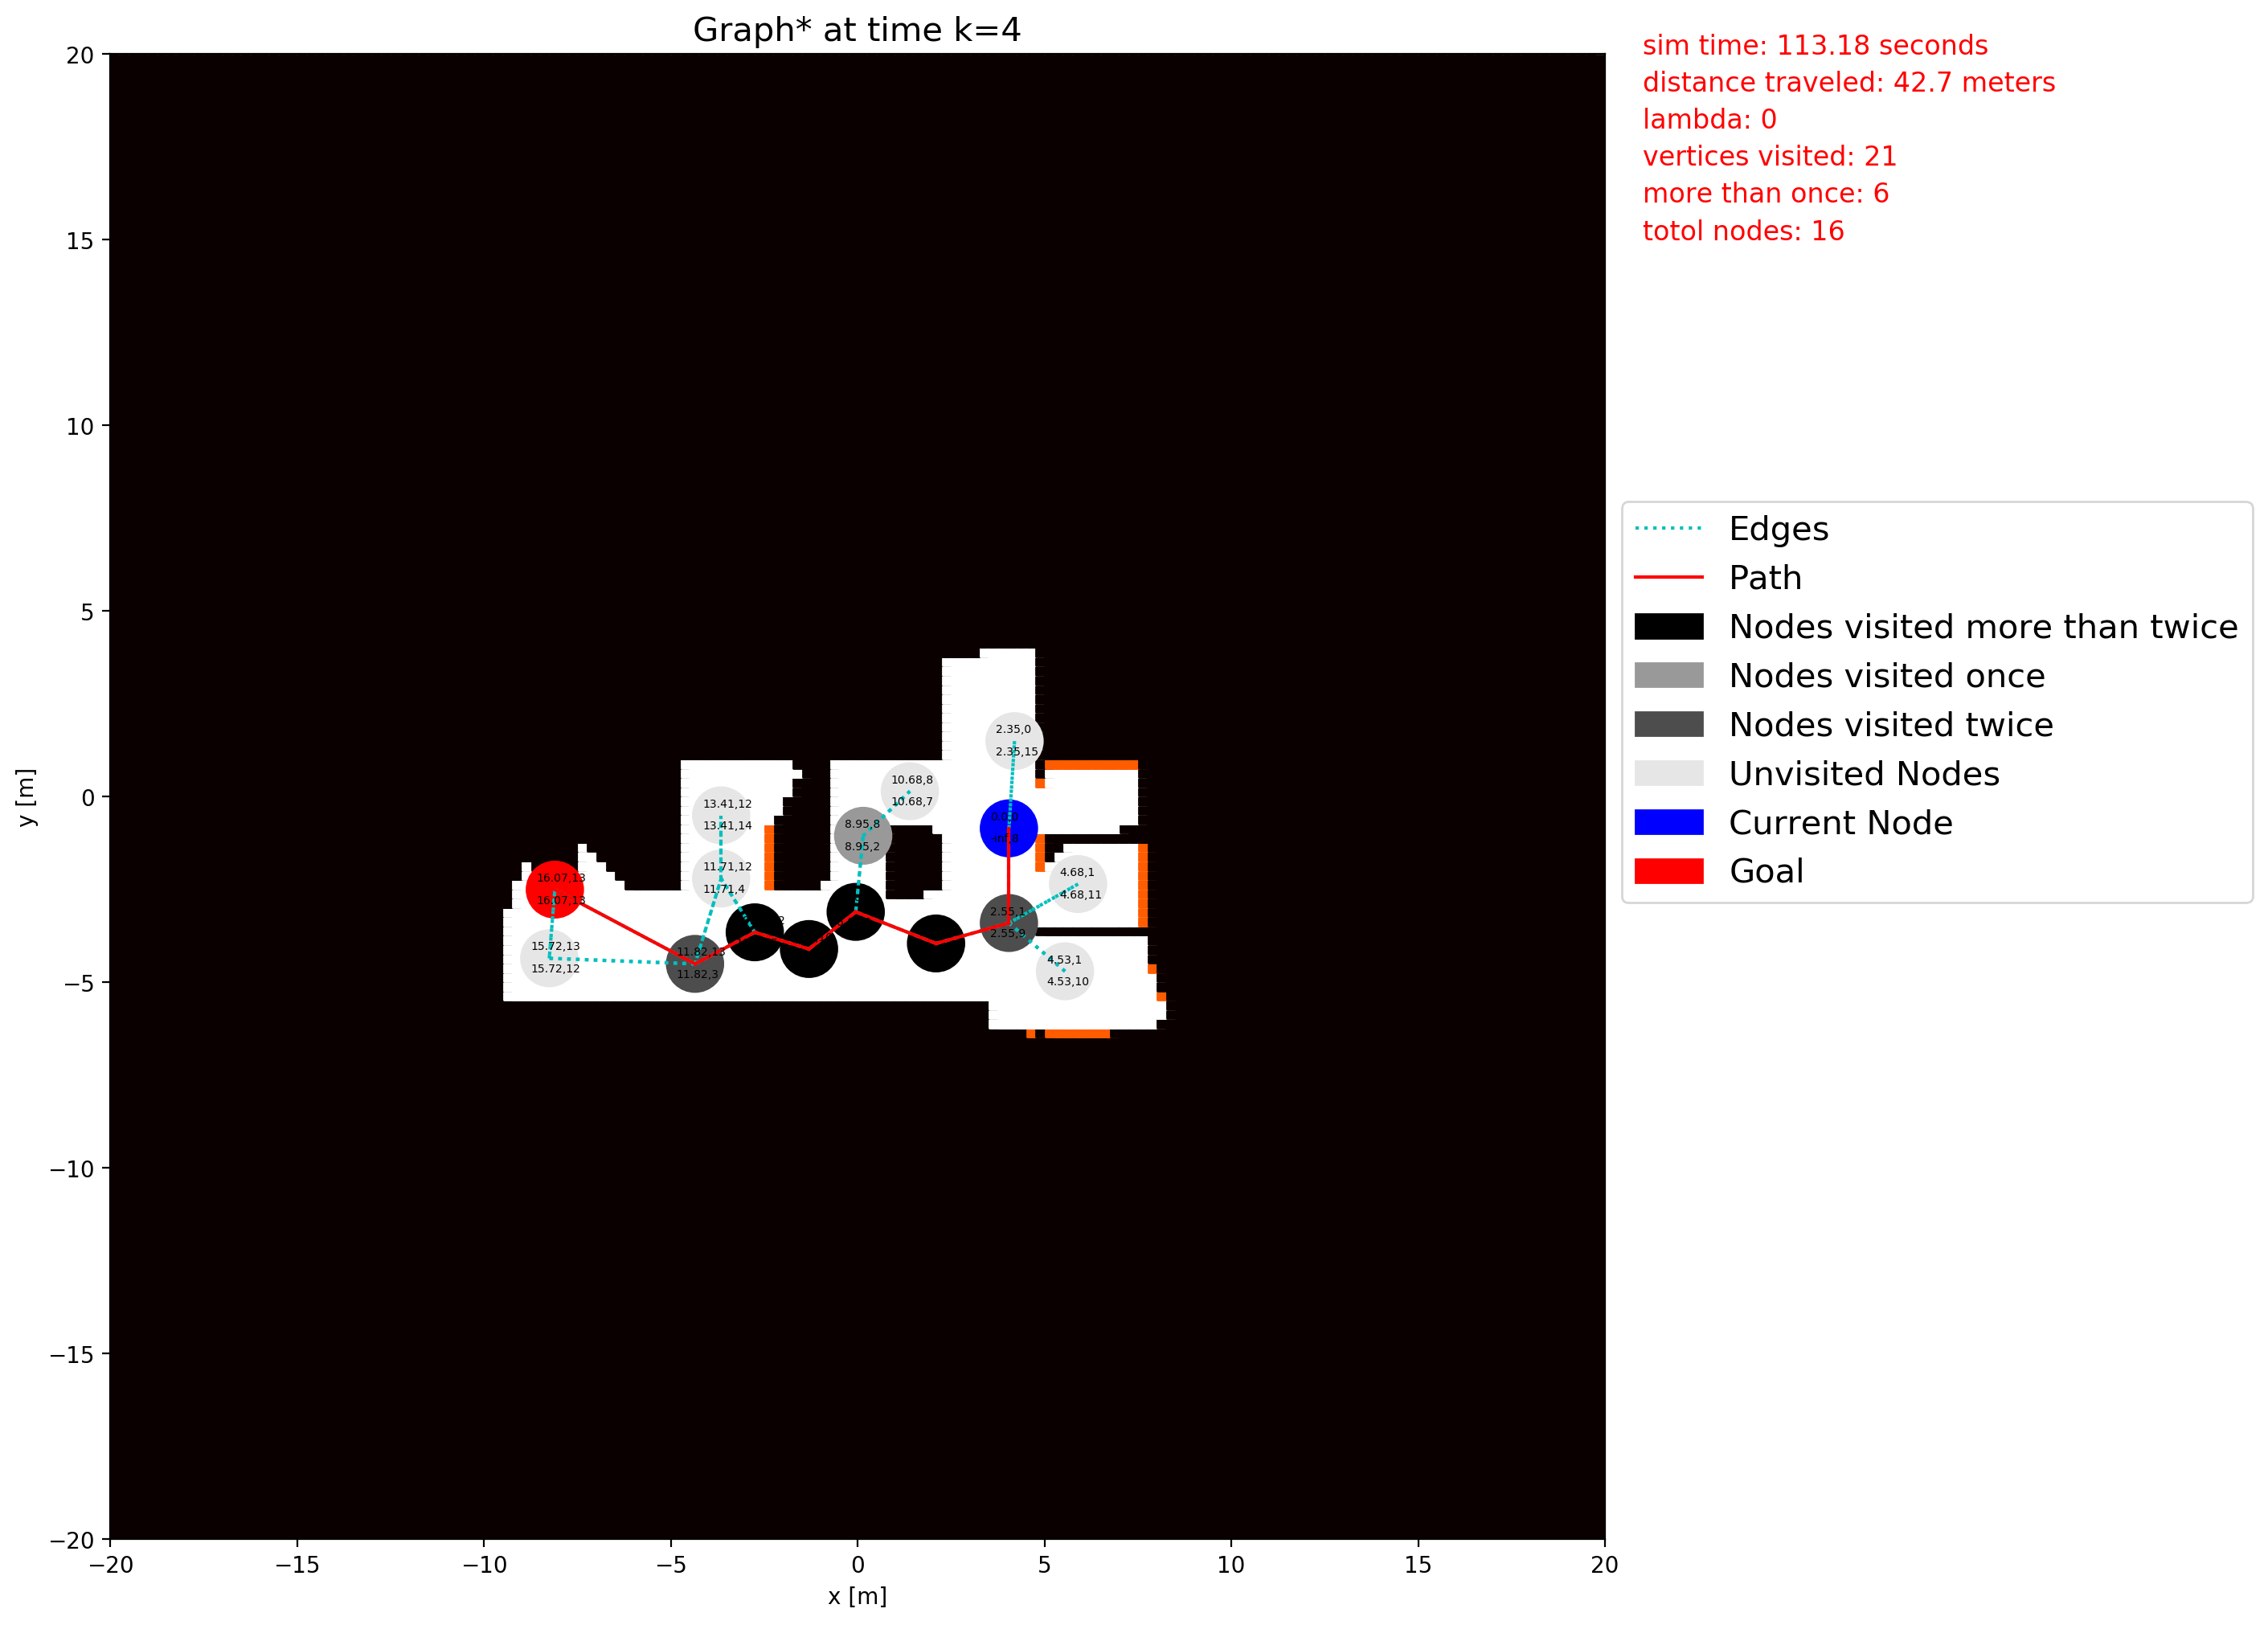 Graph* at time k=4
sim time: 113.18 seconds
distance traveled: 42.7 meters
lambda: 0
vertices visited: 21
more than once: 6
totol nodes: 16
20
15
10
5
0
−5
−10
−15
−20
y [m]
−20
−15
−10
−5
0
5
10
15
20
x [m]
2.35,0
2.35,15
10.68,8
10.68,7
13.41,12
13.41,14
8.95,8
8.95,2
0.0,0
11.71,12
11.71,4
4.68,1
4.68,11
16.07,13
16.07,13
2.55,1
2.55,9
15.72,13
15.72,12
11.82,13
11.82,3
4.53,1
4.53,10
Edges
Path
Nodes visited more than twice
Nodes visited once
Nodes visited twice
Unvisited Nodes
Current Node
Goal